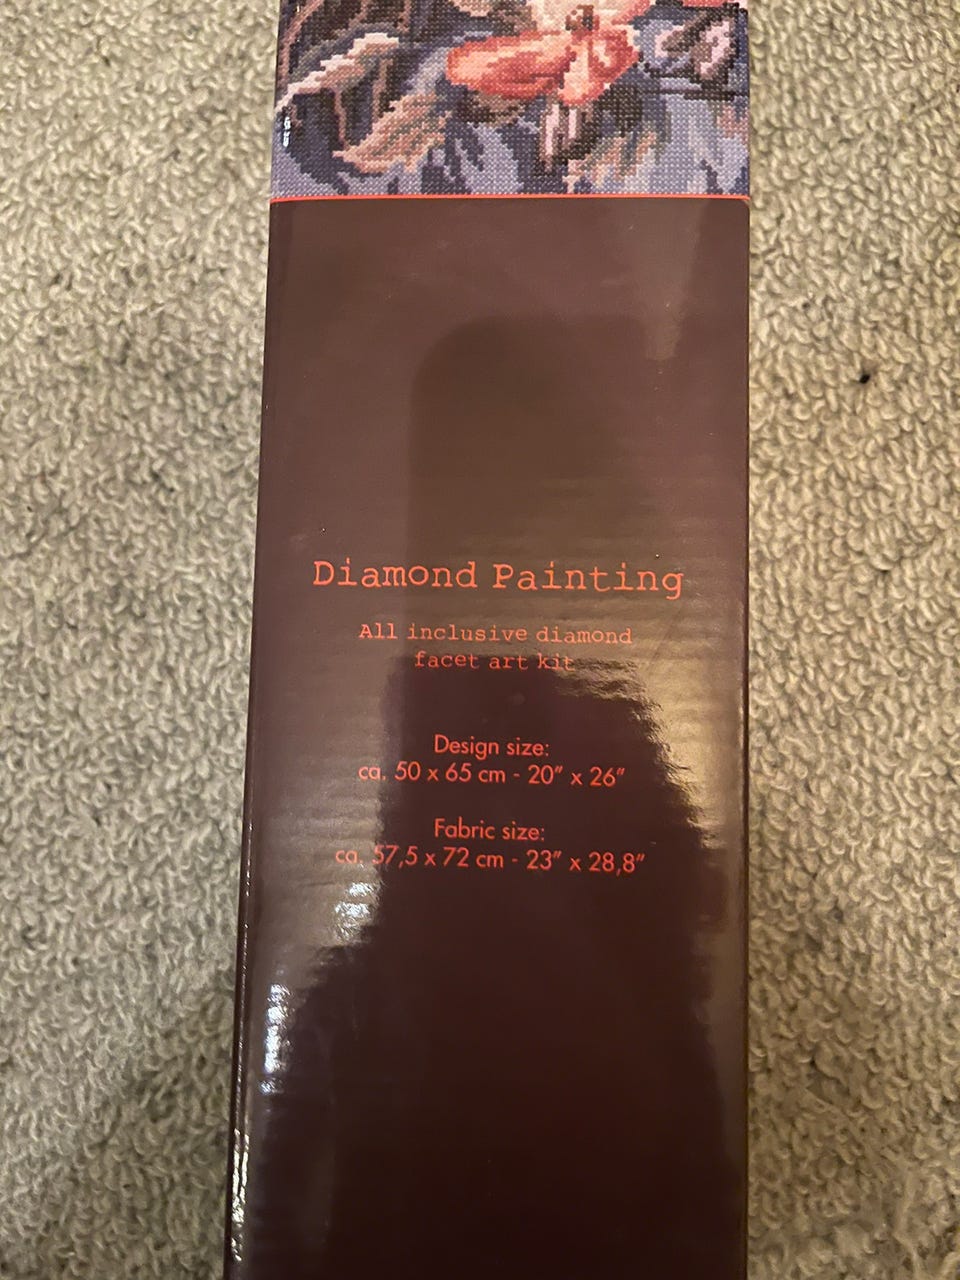 Diamond Painting
All inclusive diamond
facet art kit
Design size:
ca. 50 x 65 cm - 20″ x 26″
Fabric size:
ca. 57,5 x 72 cm - 23″ x 28,8″